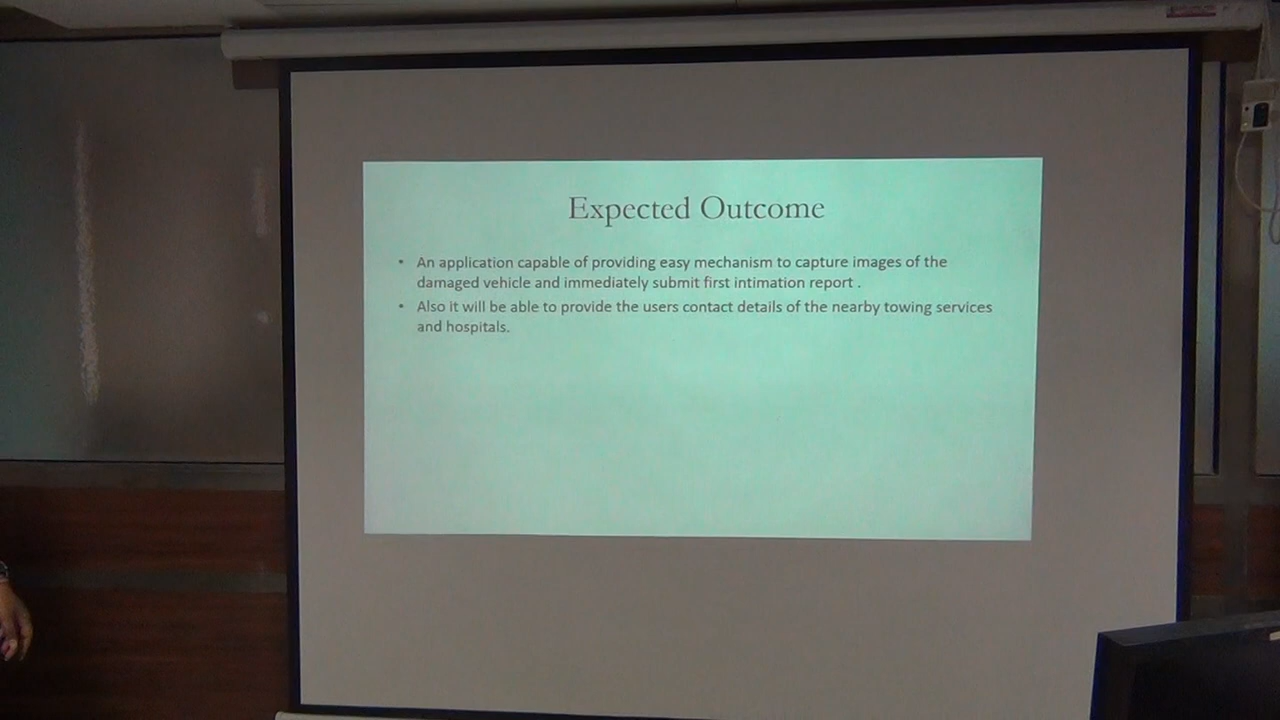 Expected Outcome
• An application capable of providing easy mechanism to capture images of the
damaged vehicle and immediately submit first intimation report .
• Also it will be able to provide the users contact details of the nearby towing services
and hospitals.